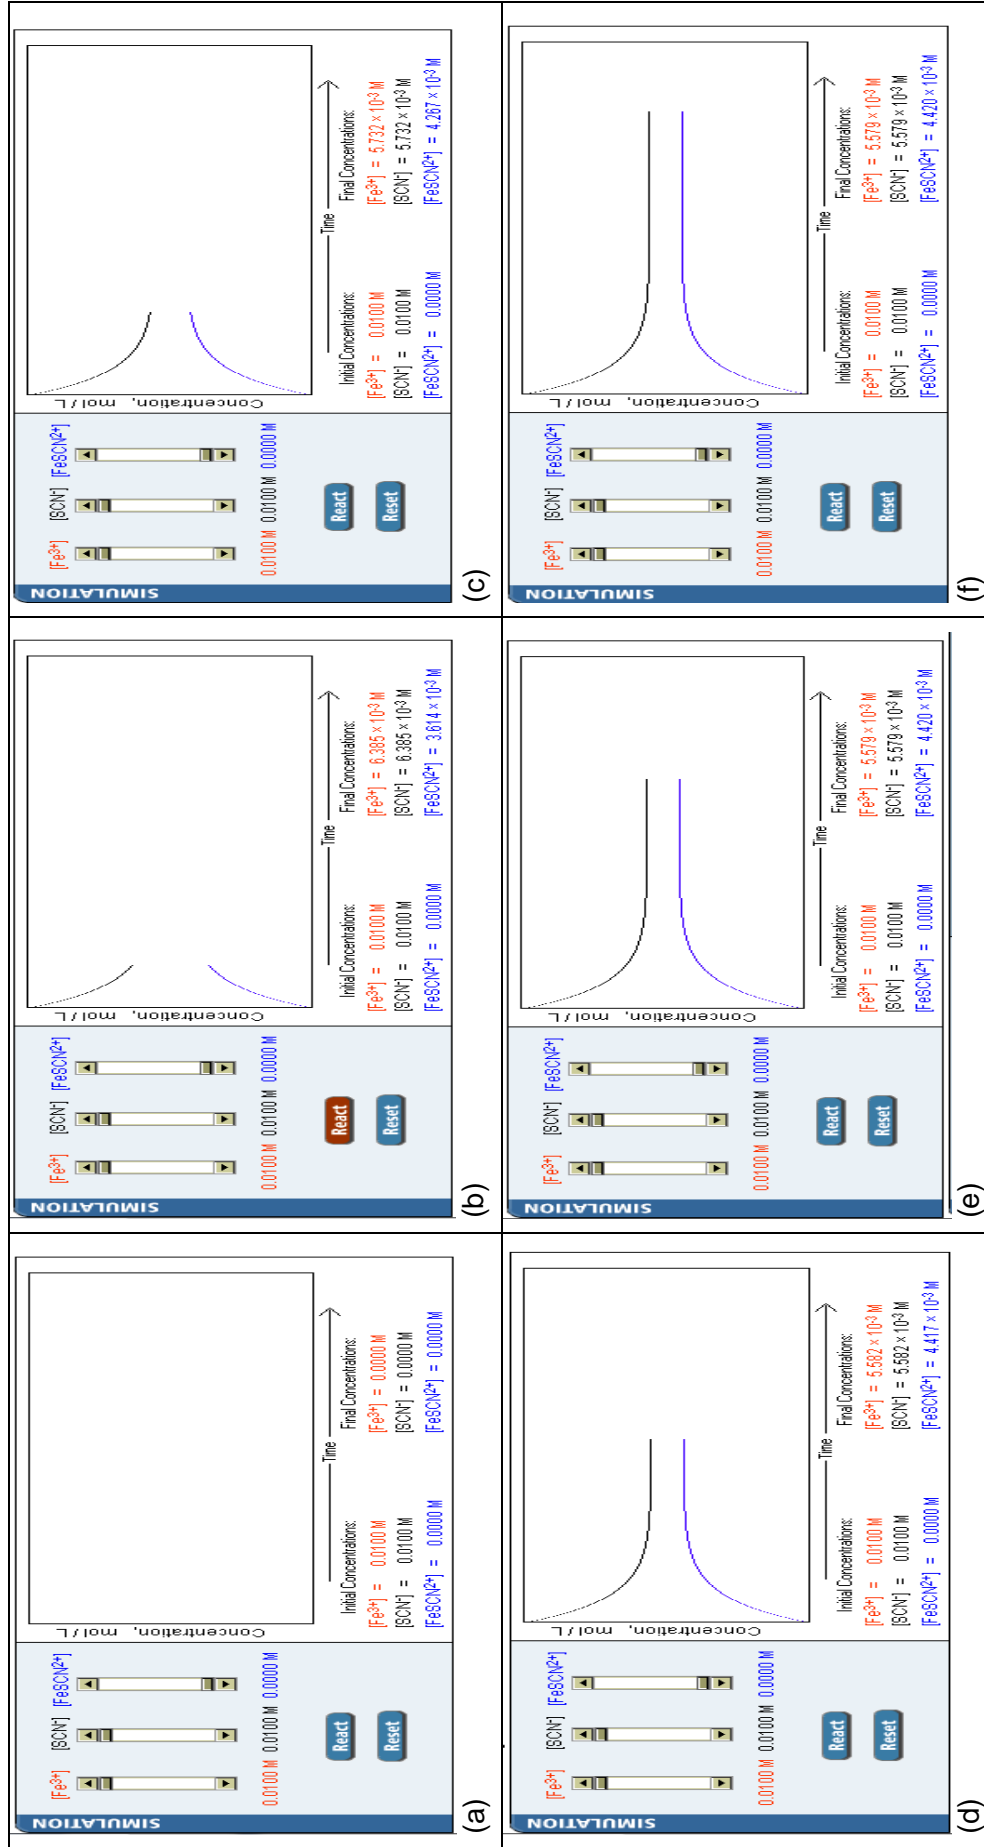 SIMULATION
[Fe3+] [SCN-] [FeSCN2+]
0.0100 M 0.0100 M 0.0000 M
React
Reset
Concentration, mol / L
Time
Initial Concentrations: Final Concentrations:
[Fe3+] = 0.0100 M [Fe3+] = 0.0000 M
[SCN-] = 0.0100 M [SCN-] = 0.0000 M
[FeSCN2+] = 0.0000 M [FeSCN2+] = 0.0000 M
(a)
SIMULATION
[Fe3+] [SCN-] [FeSCN2+]
0.0100 M 0.0100 M 0.0000 M
React
Reset
Concentration, mol / L
Time
Initial Concentrations: Final Concentrations:
[Fe3+] = 0.0100 M [Fe3+] = 6.385 × 10-3 M
[SCN-] = 0.0100 M [SCN-] = 6.385 × 10-3 M
[FeSCN2+] = 0.0000 M [FeSCN2+] = 3.614 × 10-3 M
(b)
SIMULATION
[Fe3+] [SCN-] [FeSCN2+]
0.0100 M 0.0100 M 0.0000 M
React
Reset
Concentration, mol / L
Time
Initial Concentrations: Final Concentrations:
[Fe3+] = 0.0100 M [Fe3+] = 5.732 × 10-3 M
[SCN-] = 0.0100 M [SCN-] = 5.732 × 10-3 M
[FeSCN2+] = 0.0000 M [FeSCN2+] = 4.267 × 10-3 M
(c)
SIMULATION
[Fe3+] [SCN-] [FeSCN2+]
0.0100 M 0.0100 M 0.0000 M
React
Reset
Concentration, mol / L
Time
Initial Concentrations: Final Concentrations:
[Fe3+] = 0.0100 M [Fe3+] = 5.582 × 10-3 M
[SCN-] = 0.0100 M [SCN-] = 5.582 × 10-3 M
[FeSCN2+] = 0.0000 M [FeSCN2+] = 4.417 × 10-3 M
(d)
SIMULATION
[Fe3+] [SCN-] [FeSCN2+]
0.0100 M 0.0100 M 0.0000 M
React
Reset
Concentration, mol / L
Time
Initial Concentrations: Final Concentrations:
[Fe3+] = 0.0100 M [Fe3+] = 5.579 × 10-3 M
[SCN-] = 0.0100 M [SCN-] = 5.579 × 10-3 M
[FeSCN2+] = 0.0000 M [FeSCN2+] = 4.420 × 10-3 M
(e)
SIMULATION
[Fe3+] [SCN-] [FeSCN2+]
0.0100 M 0.0100 M 0.0000 M
React
Reset
Concentration, mol / L
Time
Initial Concentrations: Final Concentrations:
[Fe3+] = 0.0100 M [Fe3+] = 5.579 × 10-3 M
[SCN-] = 0.0100 M [SCN-] = 5.579 × 10-3 M
[FeSCN2+] = 0.0000 M [FeSCN2+] = 4.420 × 10-3 M
(f)